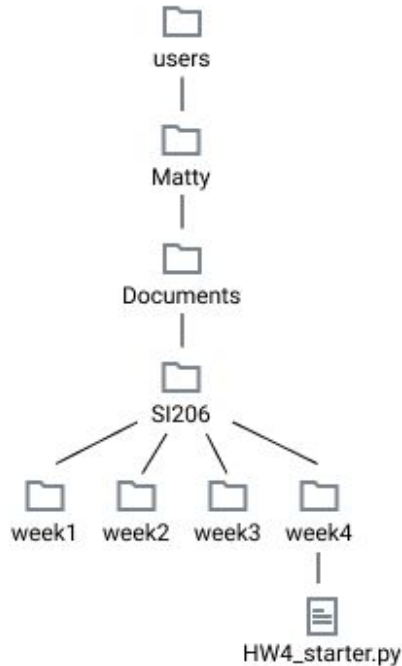 users
Matty
Documents
SI206
week1 week2 week3 week4
HW4_starter.py